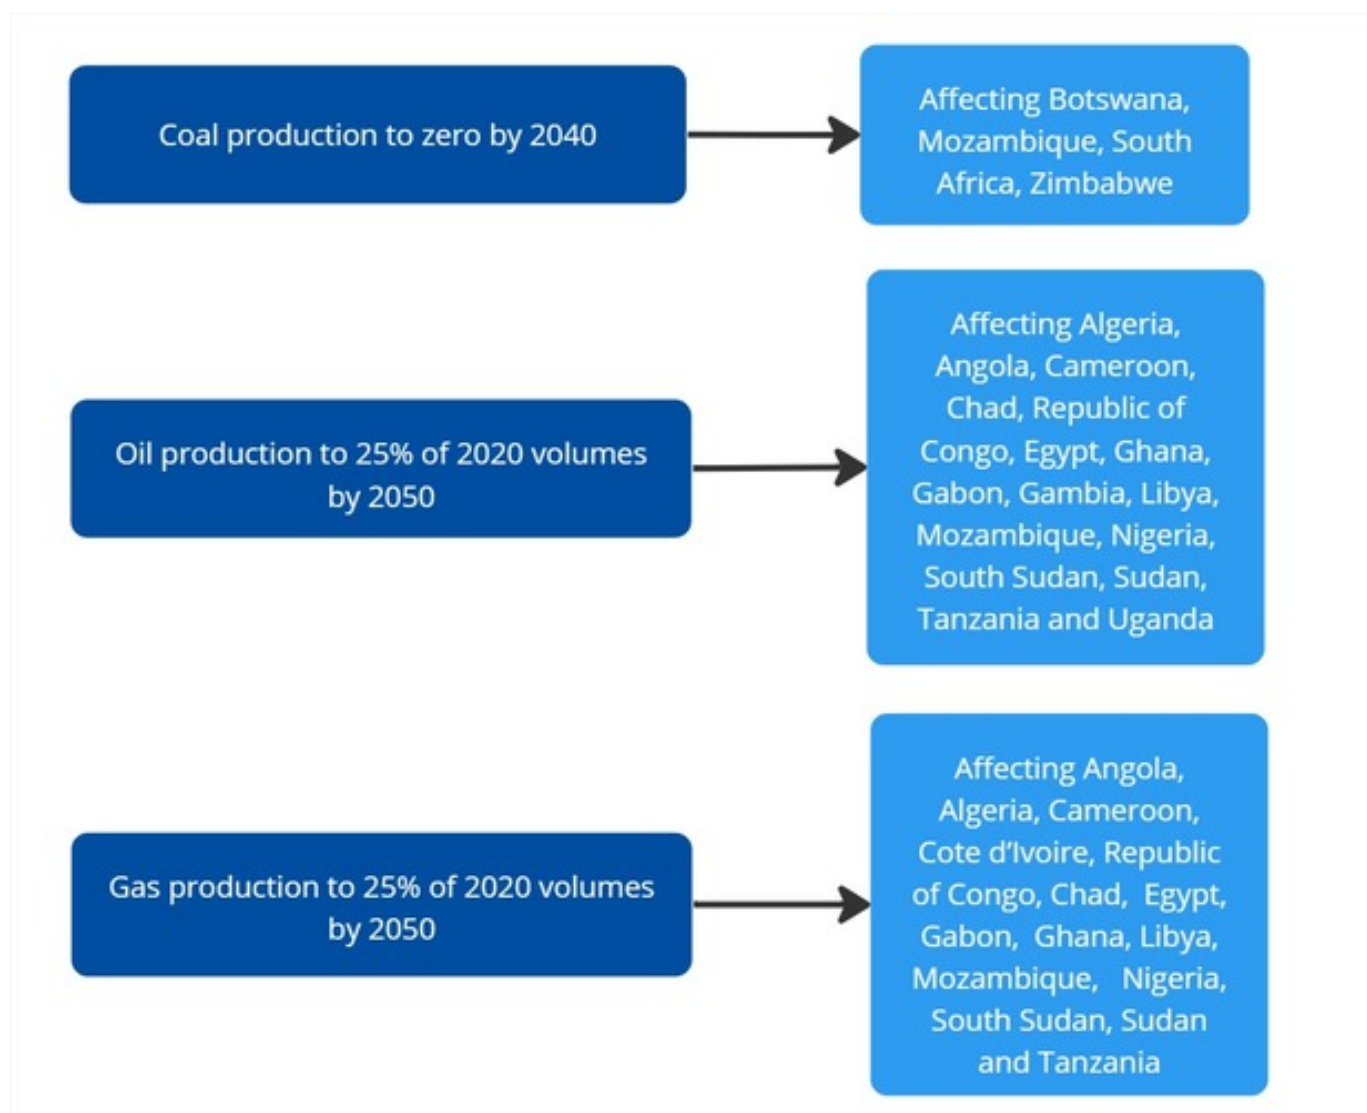 Coal production to zero by 2040
Affecting Botswana,
Mozambique, South
Africa, Zimbabwe
Oil production to 25% of 2020 volumes
by 2050
Affecting Algeria,
Angola, Cameroon,
Chad, Republic of
Congo, Egypt, Ghana,
Gabon, Gambia, Libya,
Mozambique, Nigeria,
South Sudan, Sudan,
Tanzania and Uganda
Gas production to 25% of 2020 volumes
by 2050
Affecting Angola,
Algeria, Cameroon,
Cote d’Ivoire, Republic
of Congo, Chad, Egypt,
Gabon, Ghana, Libya,
Mozambique, Nigeria,
South Sudan, Sudan
and Tanzania